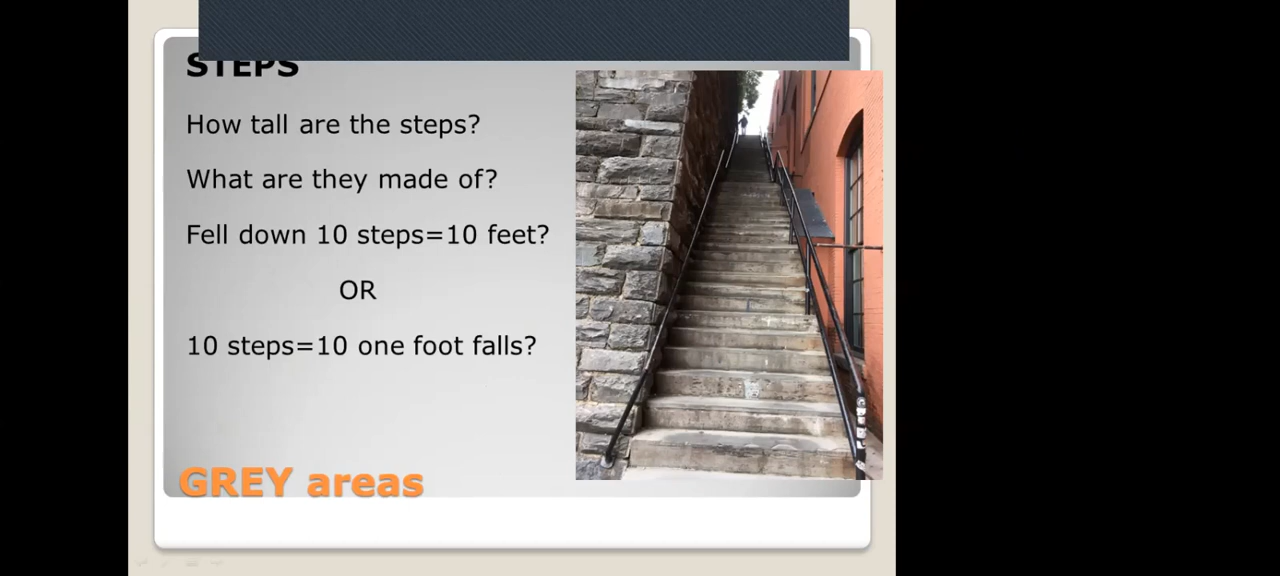 STEPS
How tall are the steps?
What are they made of?
Fell down 10 steps=10 feet?
OR
10 steps=10 one foot falls?
GREY areas